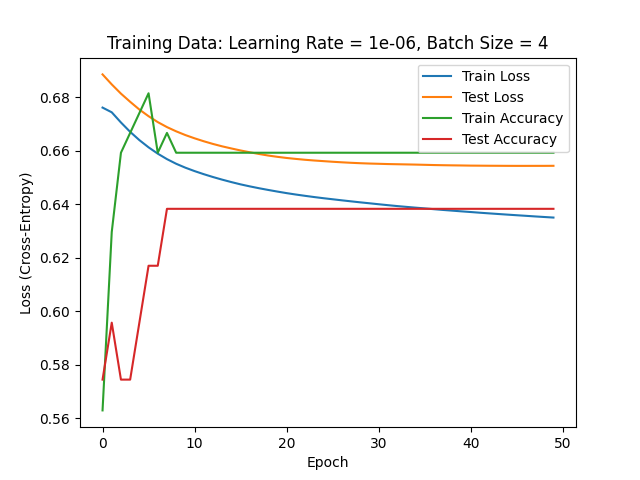 Training Data: Learning Rate = 1e-06, Batch Size = 4
Train Loss
Test Loss
Train Accuracy
Test Accuracy
Loss (Cross-Entropy)
0.68
0.66
0.64
0.62
0.60
0.58
0.56
0 10 20 30 40 50
Epoch